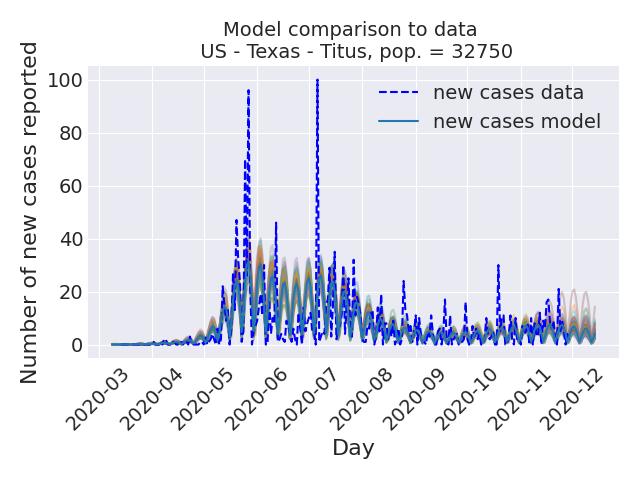 Model comparison to data
US - Texas - Titus, pop. = 32750
Number of new cases reported
100
80
60
40
20
0
new cases data
new cases model
2020-03
2020-04
2020-05
2020-06
2020-07
2020-08
2020-09
2020-10
2020-11
2020-12
Day